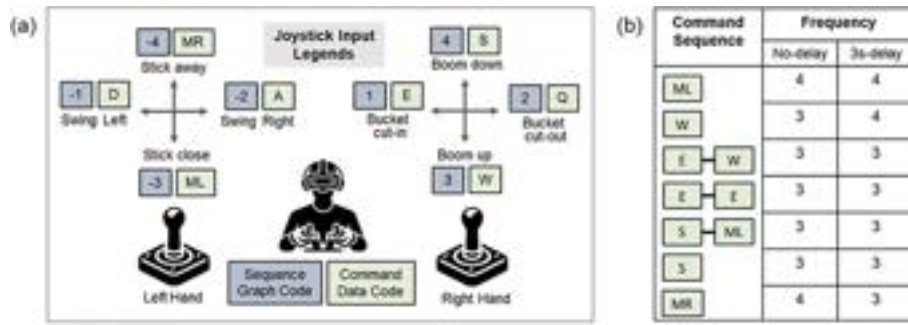 (a)
Joystick Input
Legends
-4 MR
Stick away
4 S
Boom down
-1 D
Swing Left
-2 A
Swing Right
1 E
Bucket
cut-in
2 Q
Bucket
cut-out
Stick close
-3 ML
Boom up
3 W
Sequence
Graph Code
Command
Data Code
Left Hand
Right Hand
(b)
Command
Sequence
Frequency
No-delay 3s-delay
ML 4 4
W 3 4
E W 3 3
E E 3 3
S ML 3 3
S 3 3
MR 4 3